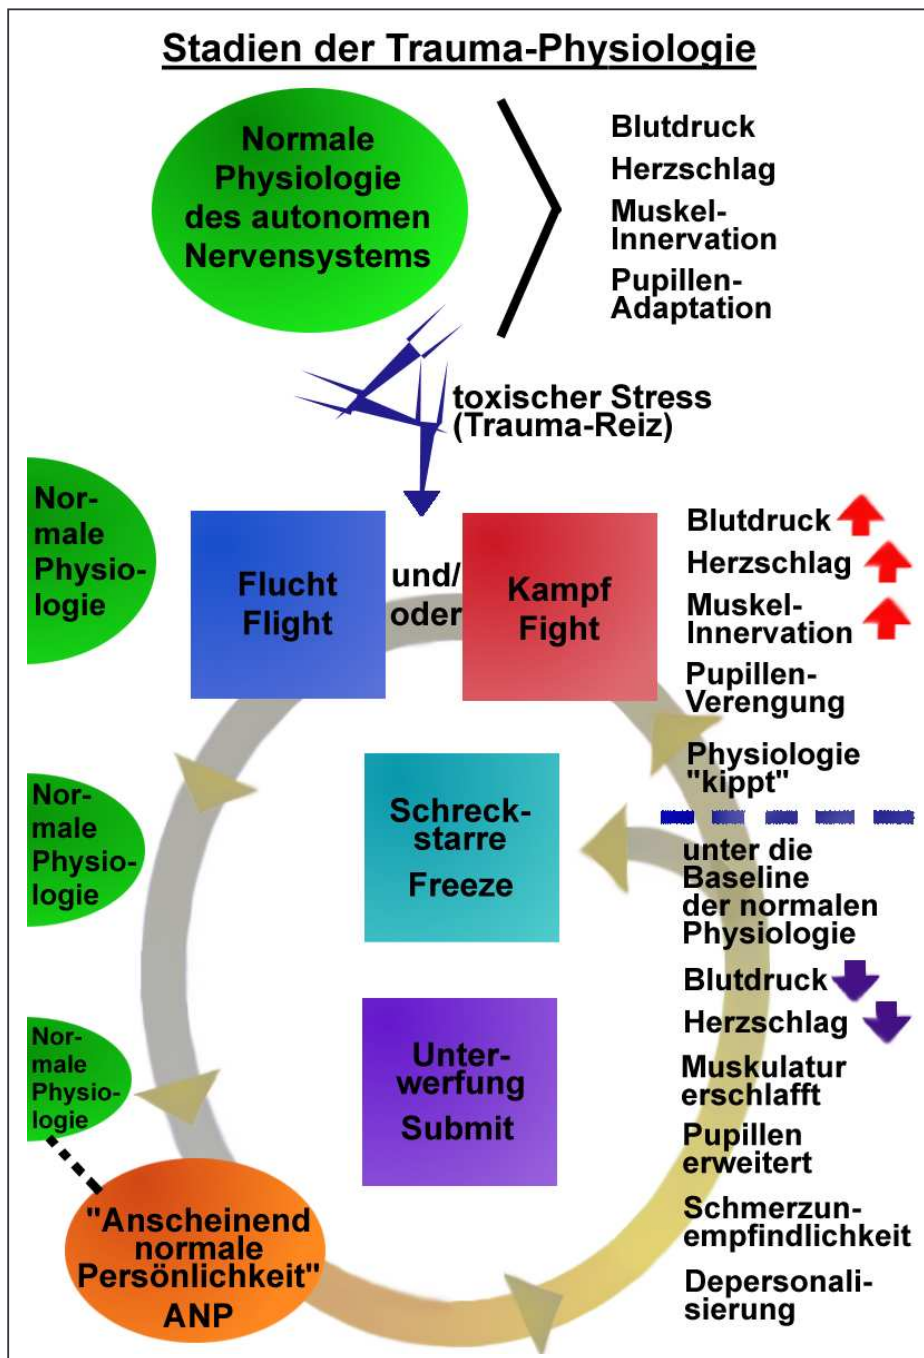 Stadien der Trauma-Physiologie
Normale
Physiologie
des autonomen
Nervensystems
Blutdruck
Herzschlag
Muskel-
Innervation
Pupillen-
Adaptation
toxischer Stress
(Trauma-Reiz)
Nor-
male
Physio-
logie
Flucht
Flight
und/
oder
Kampf
Fight
Blutdruck
Herzschlag
Muskel-
Innervation
Pupillen-
Verengung
Physiologie
"kippt"
Nor-
male
Physio-
logie
Schreck-
starre
Freeze
unter die
Baseline
der normalen
Physiologie
Blutdruck
Herzschlag
Muskulatur
erschlafft
Pupillen
erweitert
Schmerzun-
empfindlichkeit
Depersonali-
sierung
Nor-
male
Physio-
logie
Unter-
werfung
Submit
"Anscheinend
normale
Persönlichkeit"
ANP